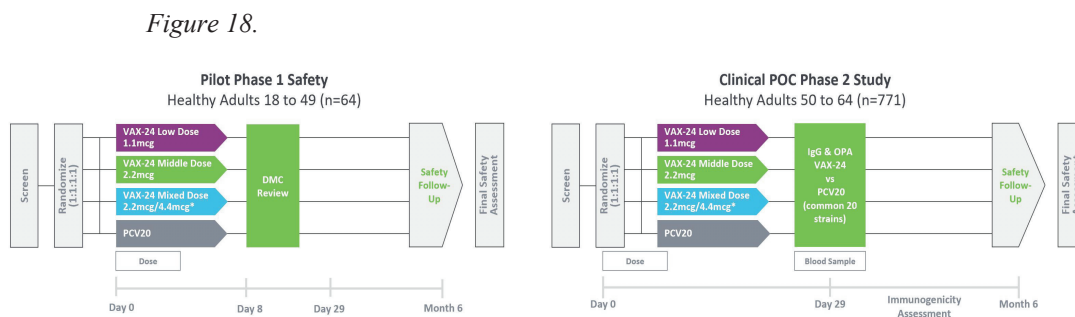 Figure 18.
Pilot Phase 1 Safety
Healthy Adults 18 to 49 (n=64)
Screen
Randomize
(1:1:1:1)
VAX-24 Low Dose
1.1mcg
VAX-24 Middle Dose
2.2mcg
VAX-24 Mixed Dose
2.2mcg/4.4mcg*
PCV20
DMC
Review
Safety
Follow-
Up
Final Safety
Assessment
Dose
Day 0
Day 8
Day 29
Month 6
Clinical POC Phase 2 Study
Healthy Adults 50 to 64 (n=771)
Screen
Randomize
(1:1:1:1)
VAX-24 Low Dose
1.1mcg
VAX-24 Middle Dose
2.2mcg
VAX-24 Mixed Dose
2.2mcg/4.4mcg*
PCV20
IgG & OPA
VAX-24
vs
PCV20
(common 20
strains)
Safety
Follow-
Up
Final Safety
Dose
Blood Sample
Day 0
Day 29
Immunogenicity
Assessment
Month 6